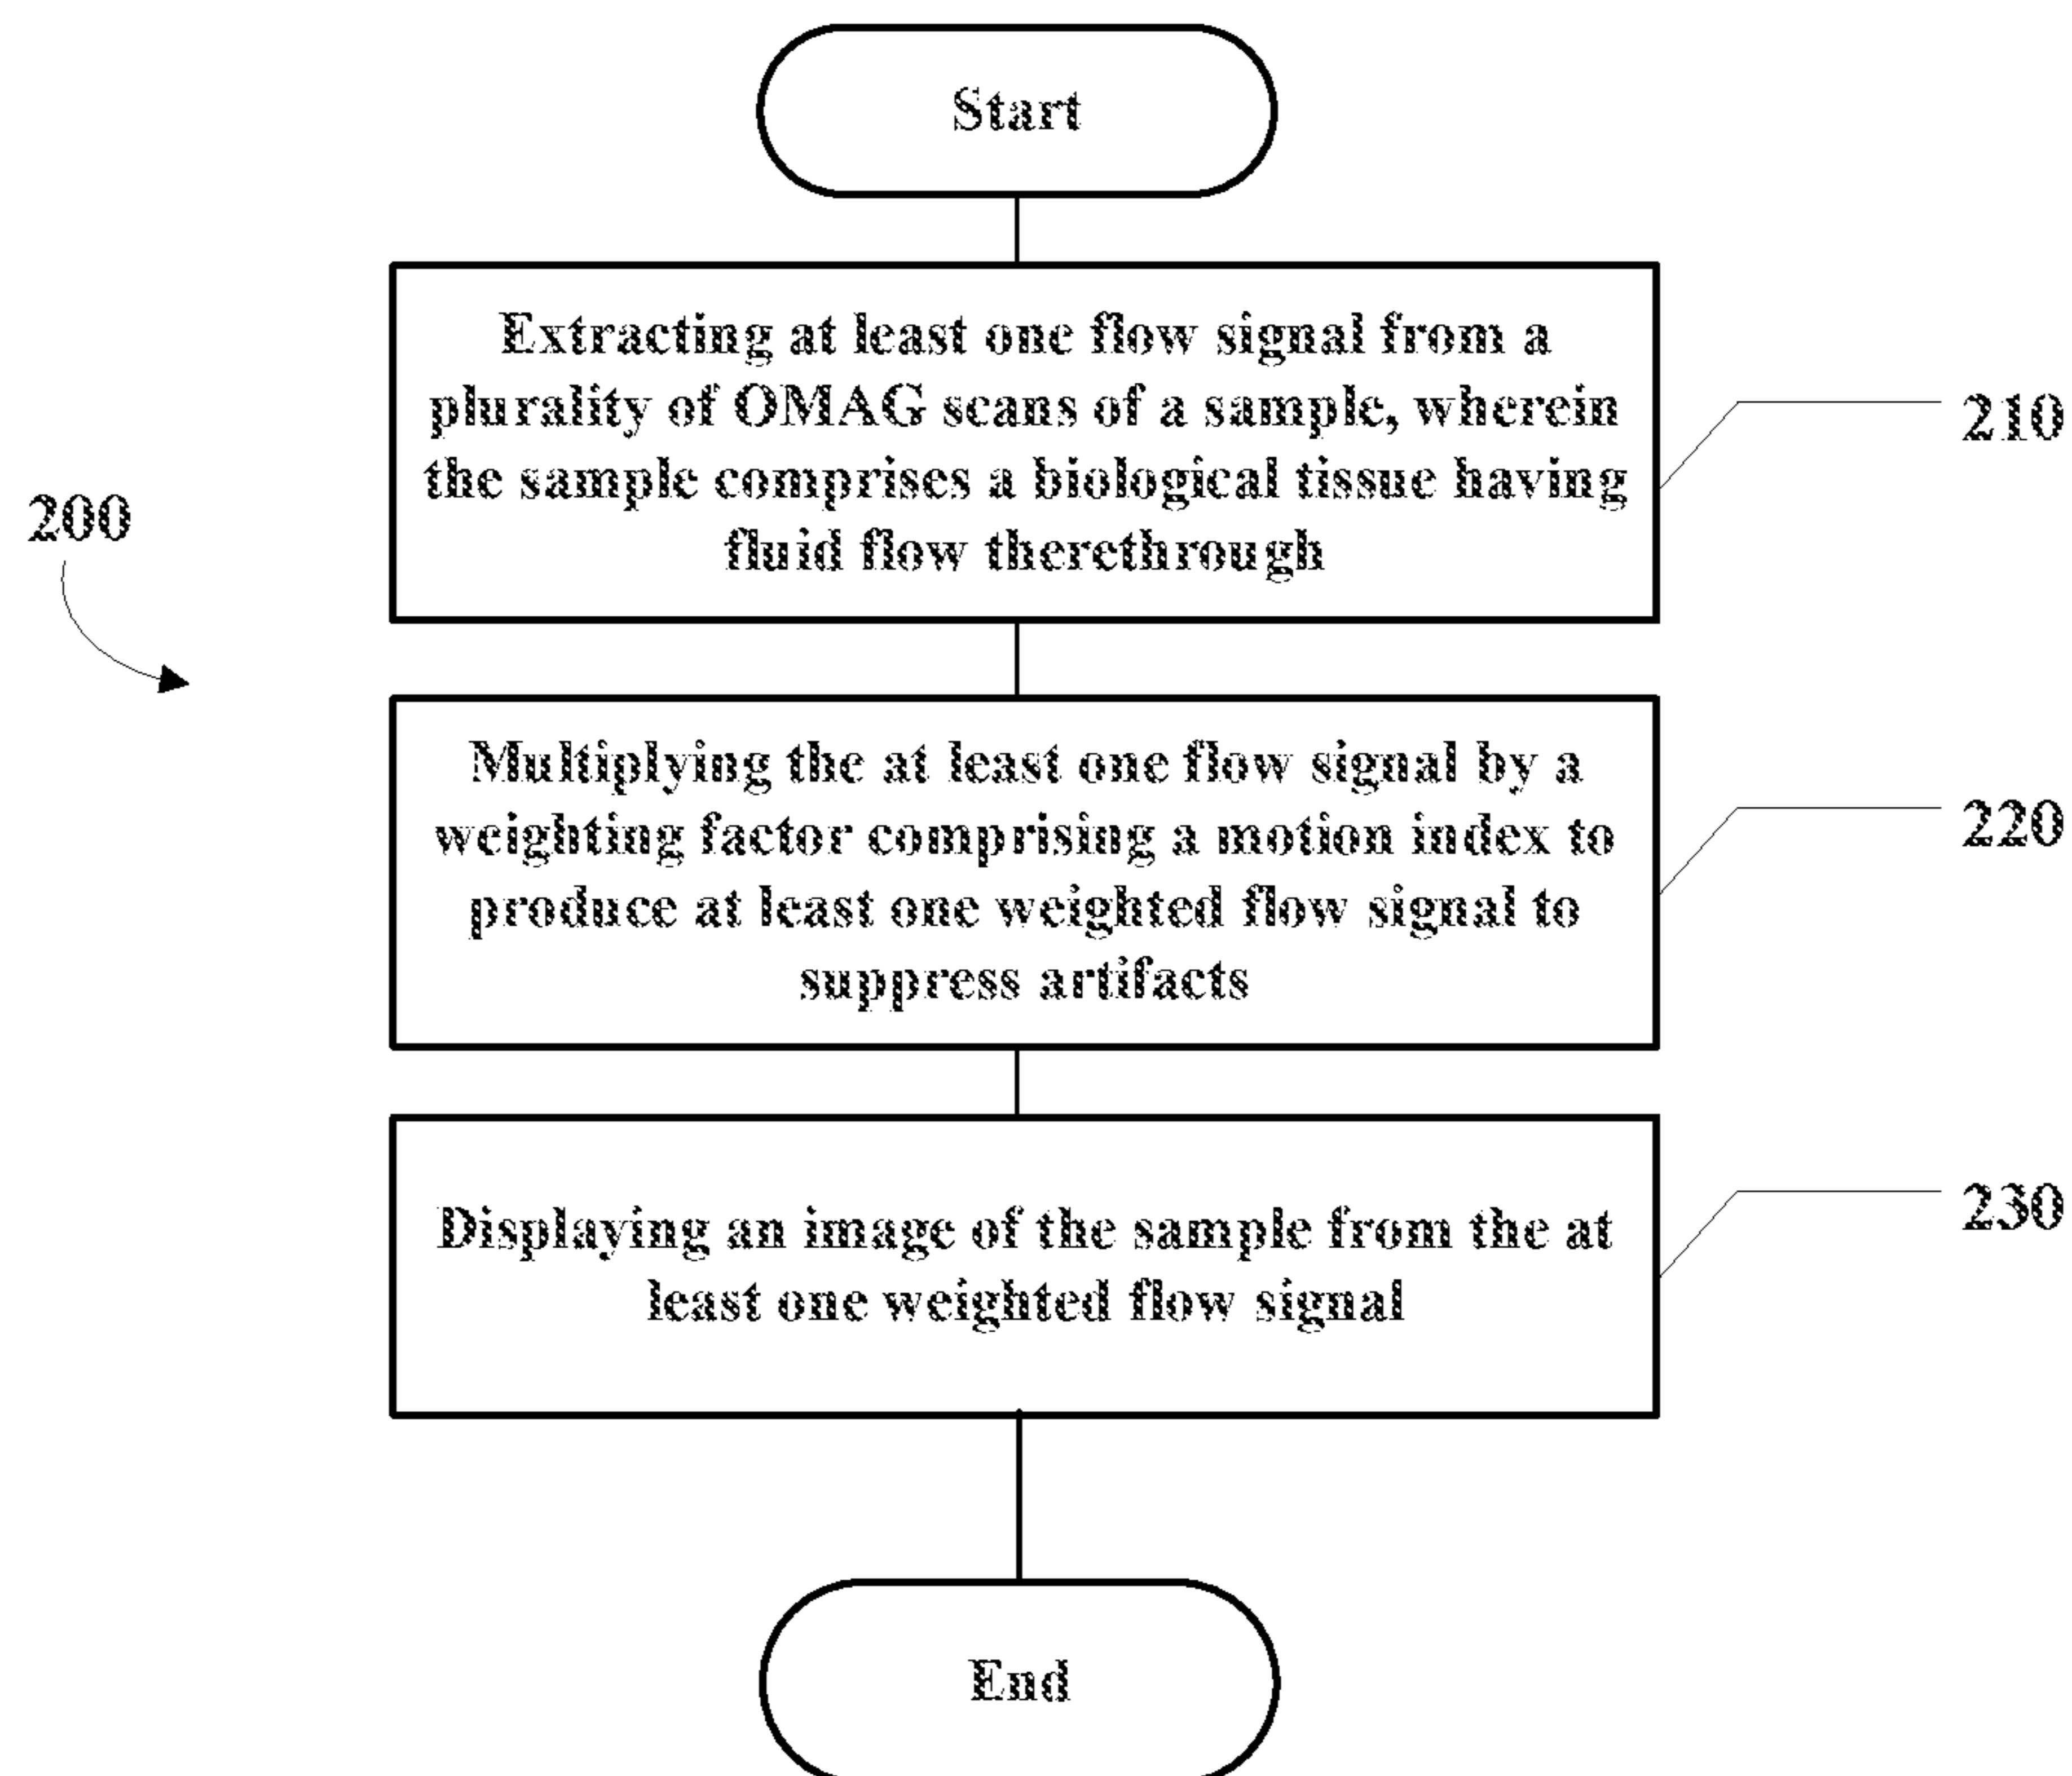 Start
Extracting at least one flow signal from a
plurality of OMAG scans of a sample, wherein
the sample comprises a biological tissue having
fluid flow therethrough
210
200
Multiplying the at least one flow signal by a
weighting factor comprising a motion index to
produce at least one weighted flow signal to
suppress artifacts
220
Displaying an image of the sample from the at
least one weighted flow signal
230
End